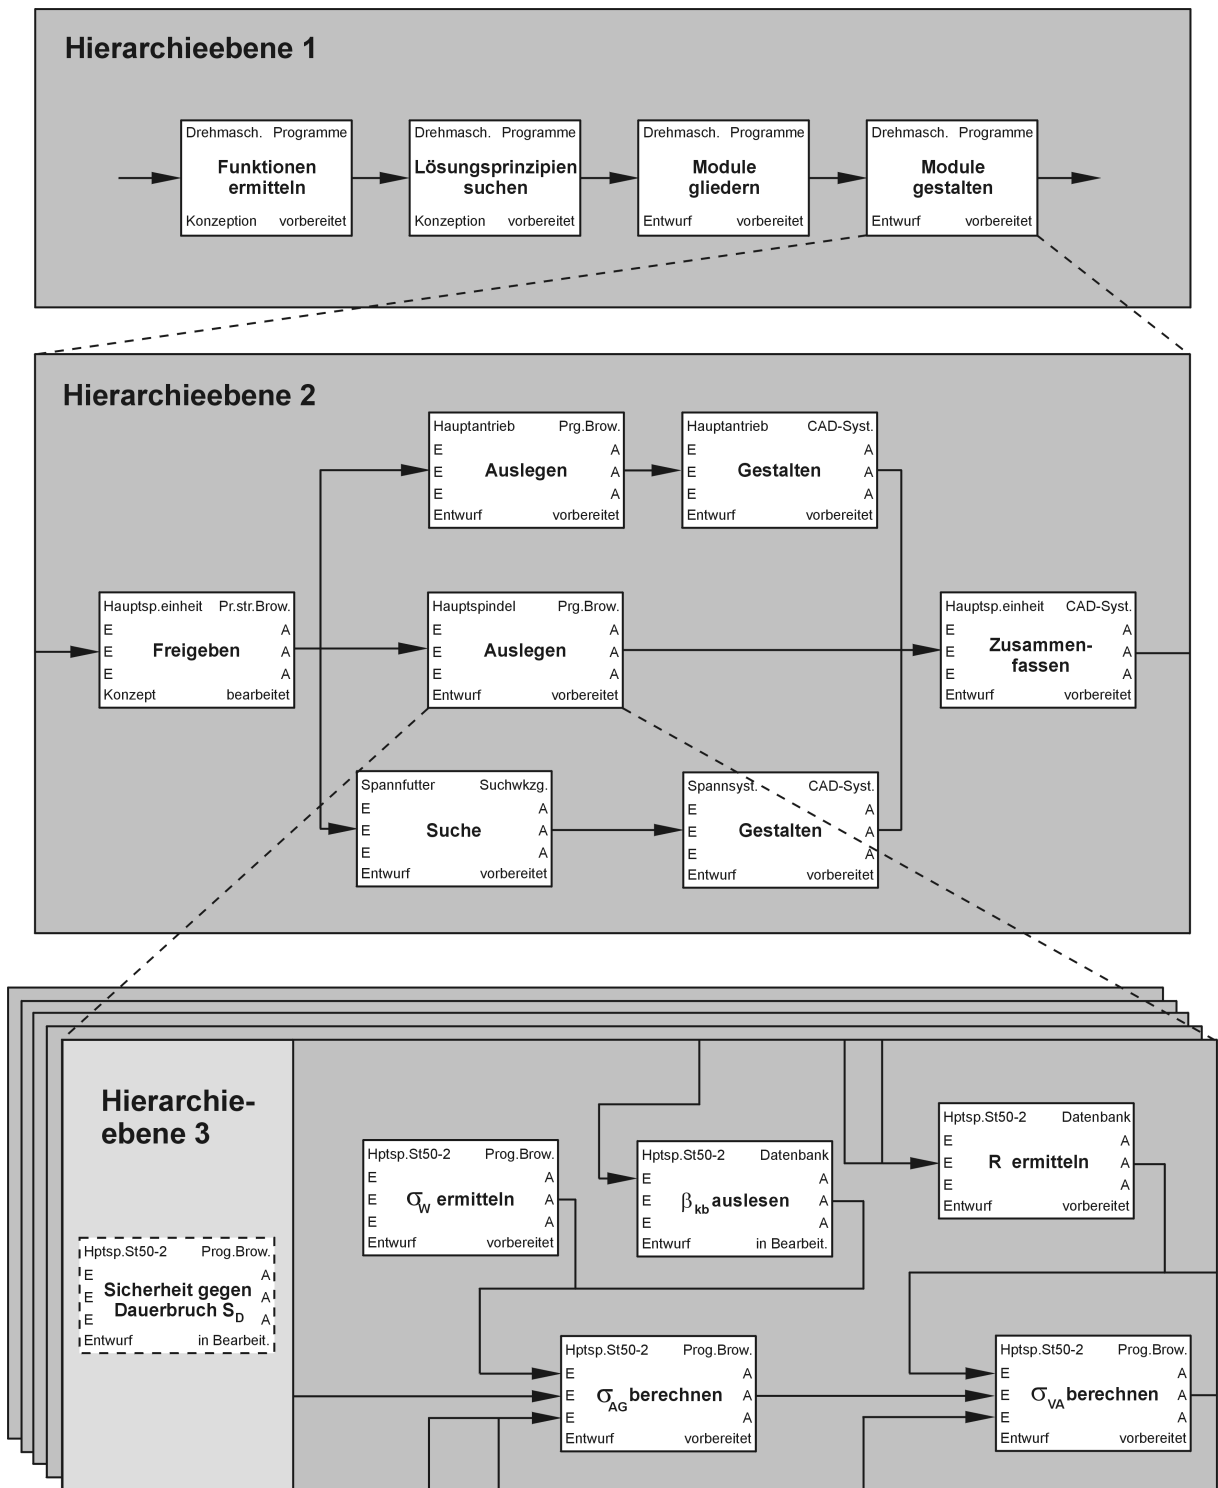 Hierarchieebene 1
Drehmasch. Programme
Funktionen
ermitteln
Konzeption vorbereitet
Drehmasch. Programme
Lösungsprinzipien
suchen
Konzeption vorbereitet
Drehmasch. Programme
Module
gliedern
Entwurf vorbereitet
Drehmasch. Programme
Module
gestalten
Entwurf vorbereitet
Hierarchieebene 2
Hauptantrieb Prg.Brow.
E A
E Auslegen A
E A
Entwurf vorbereitet
Hauptantrieb CAD-Syst.
E A
E Gestalten A
E A
Entwurf vorbereitet
Hauptsp.einheit Pr.str.Brow.
E A
E Freigeben A
E A
Konzept bearbeitet
Hauptspindel Prg.Brow.
E A
E Auslegen A
E A
Entwurf vorbereitet
Hauptsp.einheit CAD-Syst.
E Zusammen- A
E fassen A
E A
Entwurf vorbereitet
Spannfutter Suchwkzg.
E A
E Suche A
E A
Entwurf vorbereitet
Spannsyst. CAD-Syst.
E A
E Gestalten A
E A
Entwurf vorbereitet
Hierarchie-
ebene 3
Hptsp.St50-2 Prog.Brow.
E Sicherheit gegen A
E Dauerbruch S_D A
E A
Entwurf in Bearbeit.
Hptsp.St50-2 Prog.Brow.
E A
E σ_W ermitteln A
E A
Entwurf vorbereitet
Hptsp.St50-2 Datenbank
E A
E β_kb auslesen A
E A
Entwurf in Bearbeit.
Hptsp.St50-2 Datenbank
E A
E R ermitteln A
E A
Entwurf vorbereitet
Hptsp.St50-2 Prog.Brow.
E A
E σ_AG berechnen A
E A
Entwurf vorbereitet
Hptsp.St50-2 Prog.Brow.
E A
E σ_VA berechnen A
E A
Entwurf vorbereitet